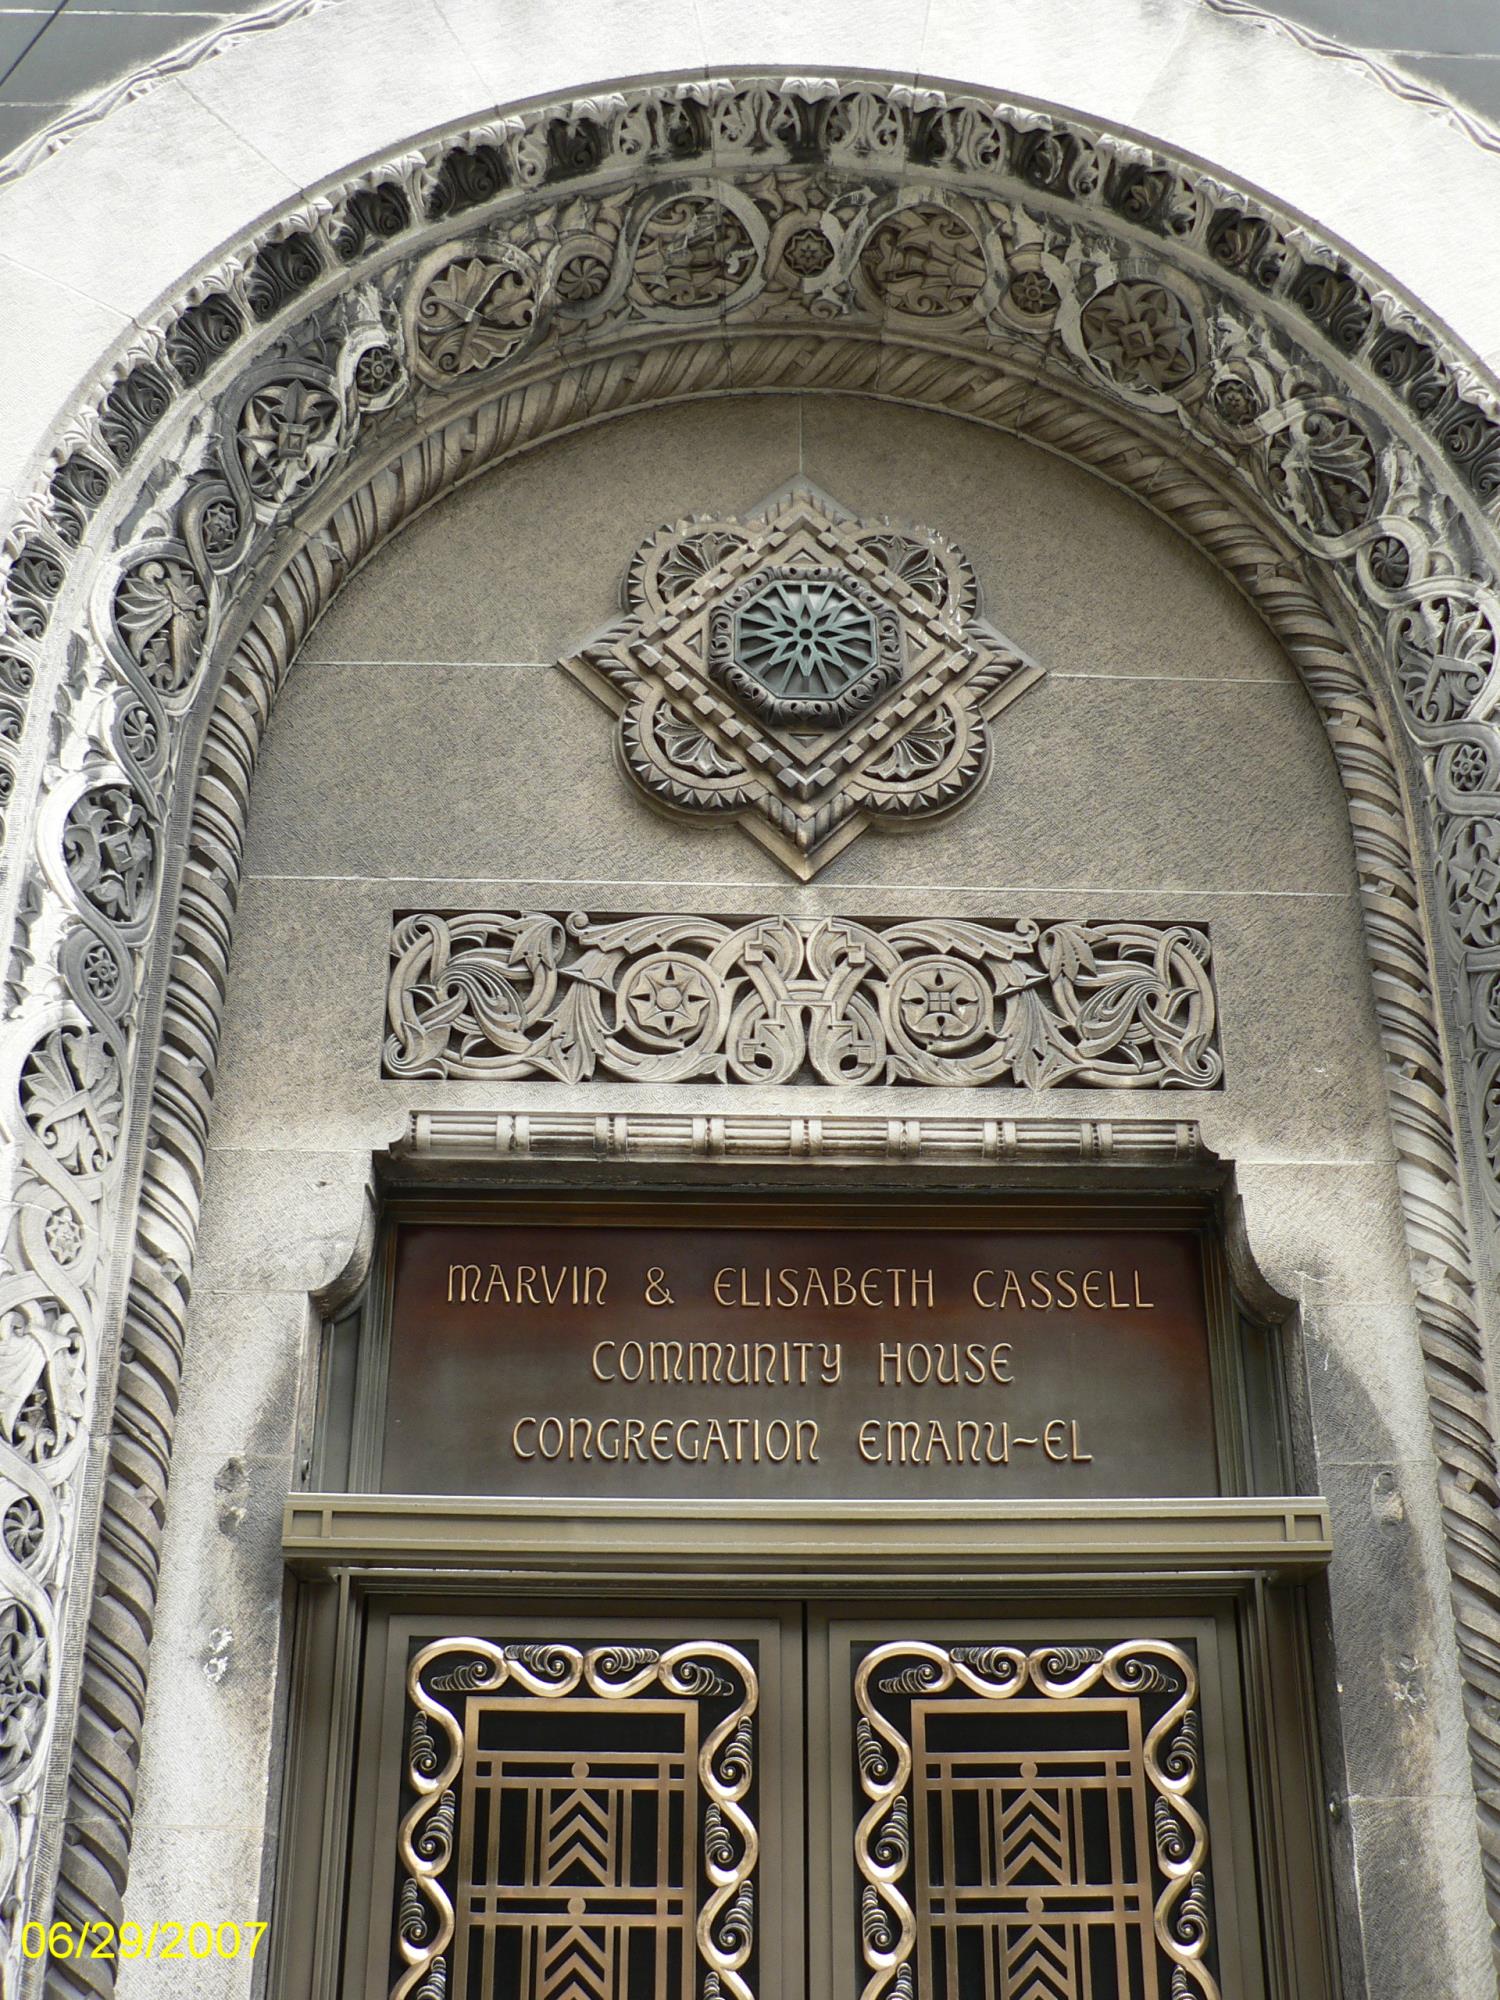 MARVIN & ELISABETH CASSELL
COMMUNITY HOUSE
CONGREGATION EMANU~EL
06/29/2007